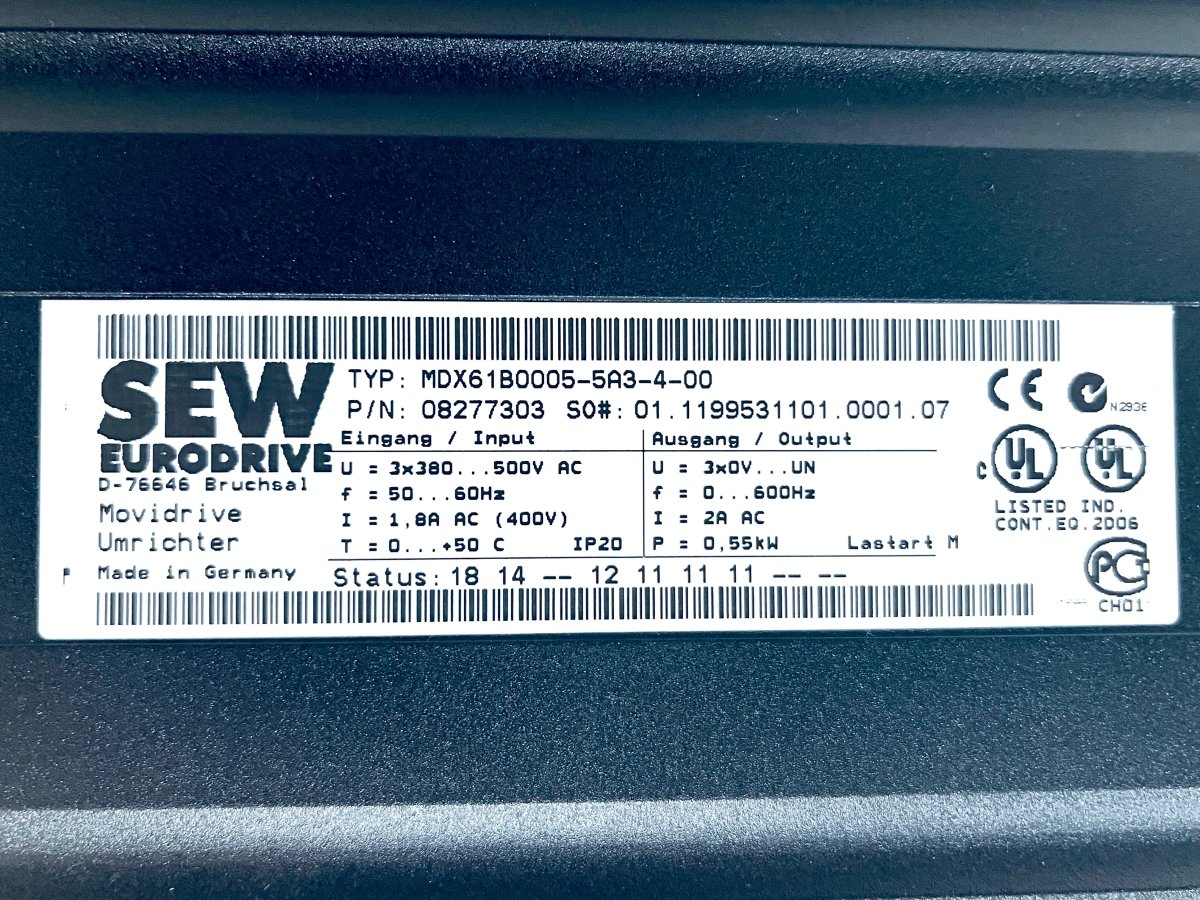 SEW
EURODRIVE
D-76646 Bruchsal
Movidrive
Umrichter
Made in Germany
TYP: MDX61B0005-5A3-4-00
P/N: 08277303 SO#: 01.1199531101.0001.07
Eingang / Input
U = 3x380...500V AC
f = 50...60Hz
I = 1,8A AC (400V)
T = 0...+50 C IP20
Ausgang / Output
U = 3x0V...UN
f = 0...600Hz
I = 2A AC
P = 0,55kW Lastart M
Status: 18 14 -- 12 11 11 11 -- --
CE
N2936
c UL UL
LISTED IND.
CONT.EQ.2D06
PCT
CH01